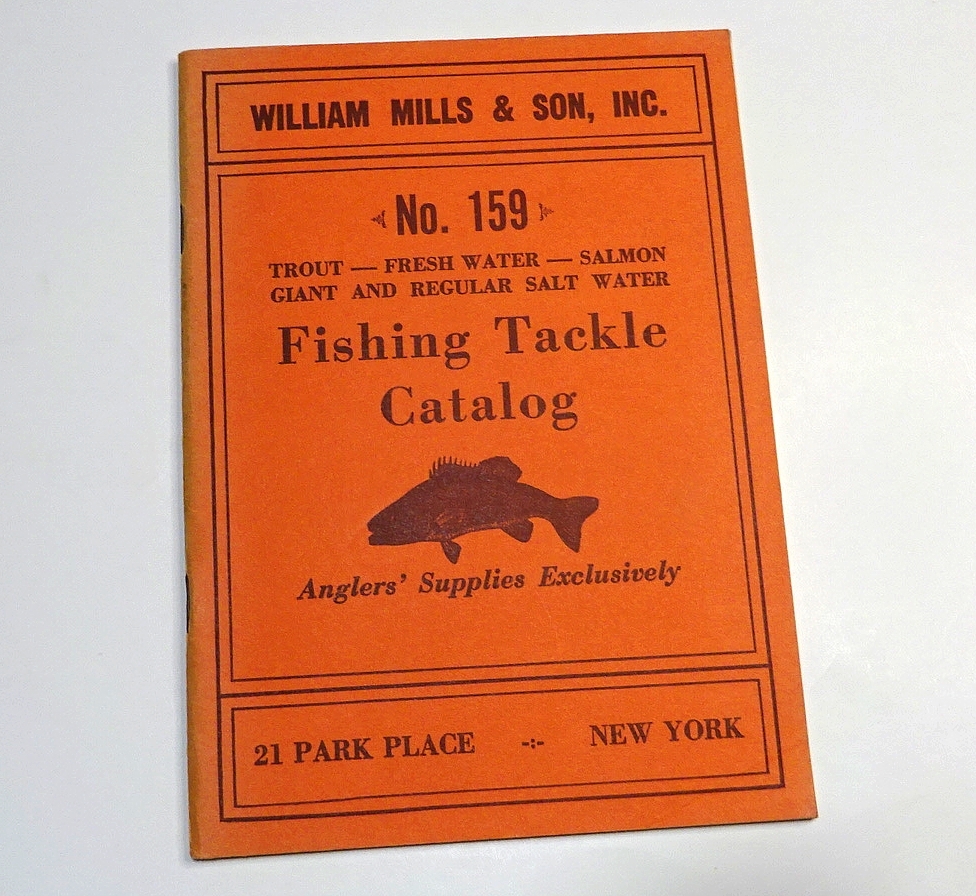 WILLIAM MILLS & SON, INC.
No. 159
TROUT — FRESH WATER — SALMON
GIANT AND REGULAR SALT WATER
Fishing Tackle
Catalog
Anglers' Supplies Exclusively
21 PARK PLACE -:- NEW YORK